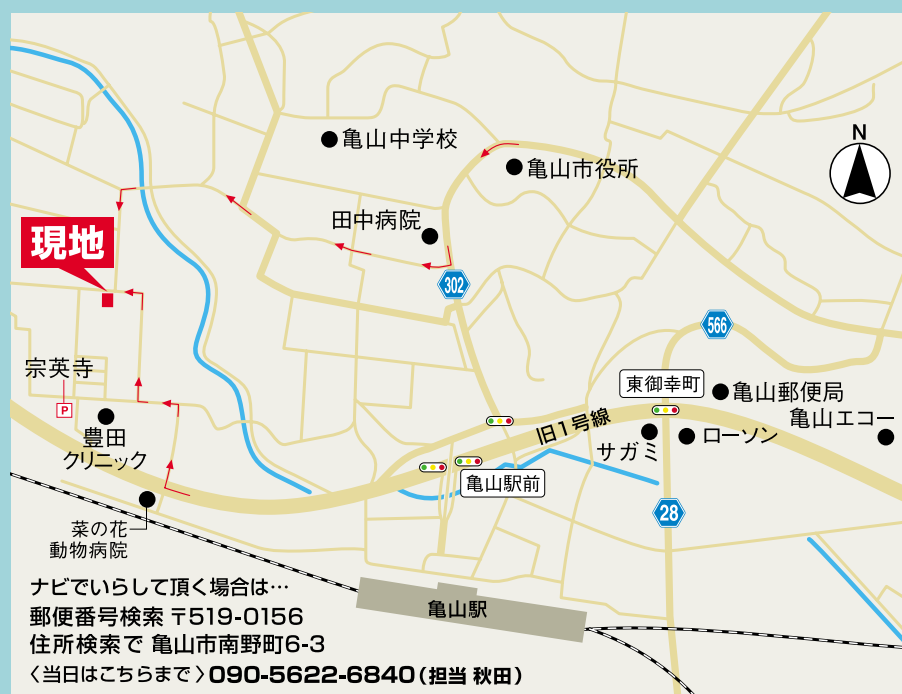 N
亀山中学校
亀山市役所
田中病院
現地
302
566
宗英寺
P
東御幸町
亀山郵便局
亀山エコー
豊田
クリニック
旧1号線
サガミ
ローソン
亀山駅前
28
菜の花
動物病院
亀山駅
ナビでいらして頂く場合は…
郵便番号検索 〒519-0156
住所検索で 亀山市南野町6-3
〈当日はこちらまで〉090-5622-6840(担当 秋田)